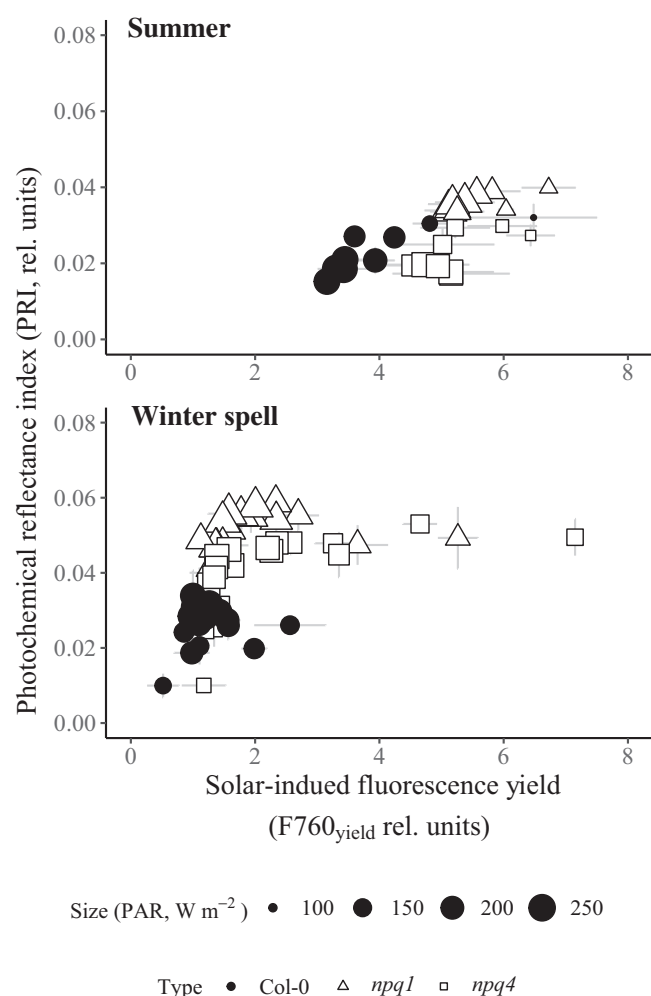 Summer
0.08
0.06
0.04
0.02
0.00
0 2 4 6 8
Winter spell
0.08
0.06
0.04
0.02
0.00
0 2 4 6 8
Photochemical reflectance index (PRI, rel. units)
Solar-indued fluorescence yield
(F760yield rel. units)
Size (PAR, W m−2 ) 100 150 200 250
Type Col-0 npq1 npq4